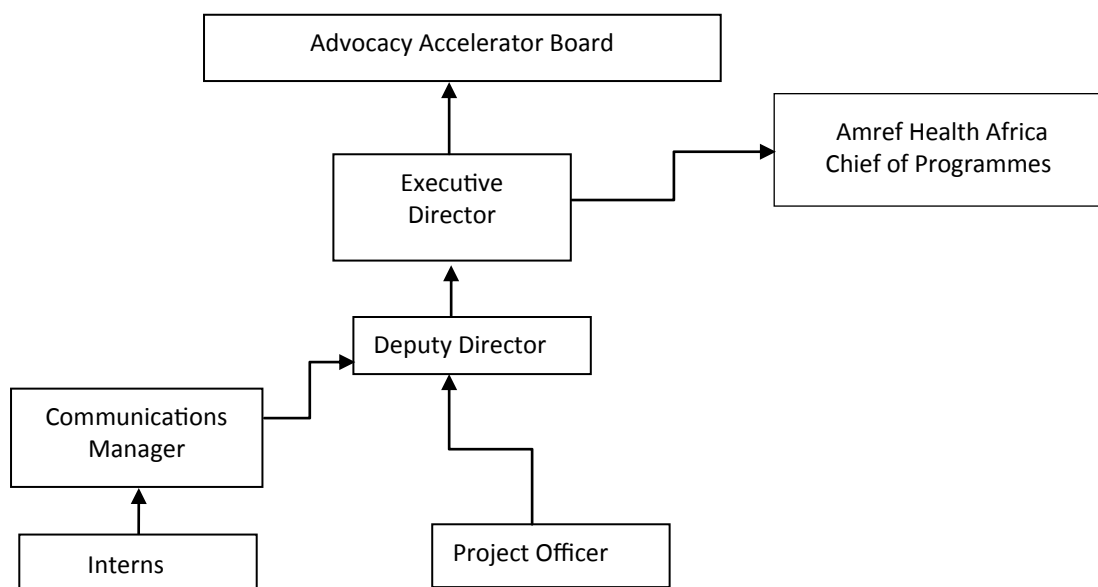 Advocacy Accelerator Board
Amref Health Africa
Chief of Programmes
Executive
Director
Deputy Director
Communications
Manager
Project Officer
Interns